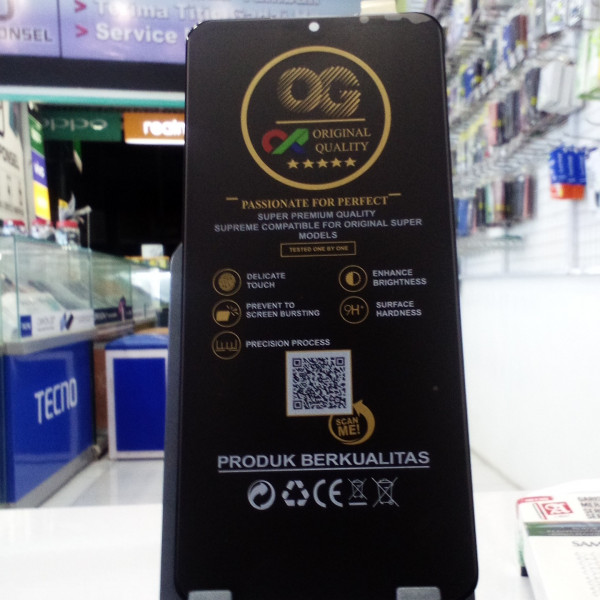 > Service
ONSEL
oppo
realme
OG
ORIGINAL
QUALITY
PASSIONATE FOR PERFECT
SUPER PREMIUM QUALITY
SUPREME COMPATIBLE FOR ORIGINAL SUPER
MODELS
TESTED ONE BY ONE
DELICATE
TOUCH
ENHANCE
BRIGHTNESS
PREVENT TO
SCREEN BURSTING
9H+
SURFACE
HARDNESS
PRECISION PROCESS
SCAN
ME!
PRODUK BERKUALITAS
CE
TECNO